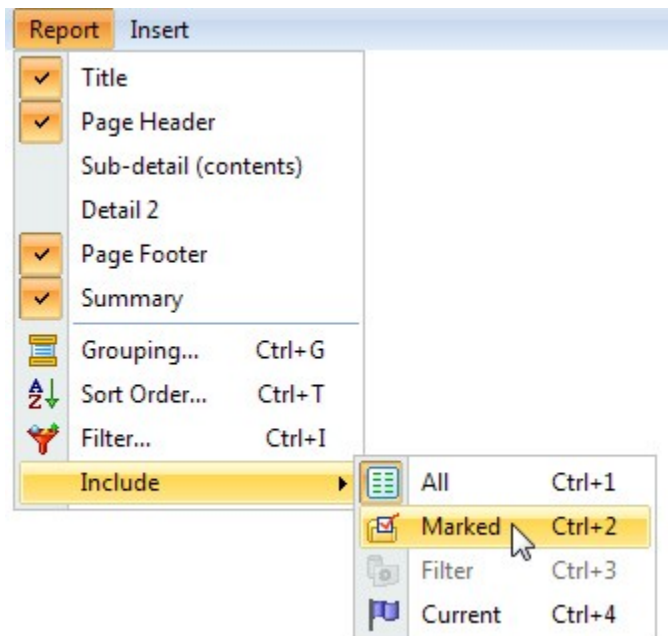 Report Insert
Title
Page Header
Sub-detail (contents)
Detail 2
Page Footer
Summary
Grouping... Ctrl+G
Sort Order... Ctrl+T
Filter... Ctrl+I
Include
All Ctrl+1
Marked Ctrl+2
Filter Ctrl+3
Current Ctrl+4